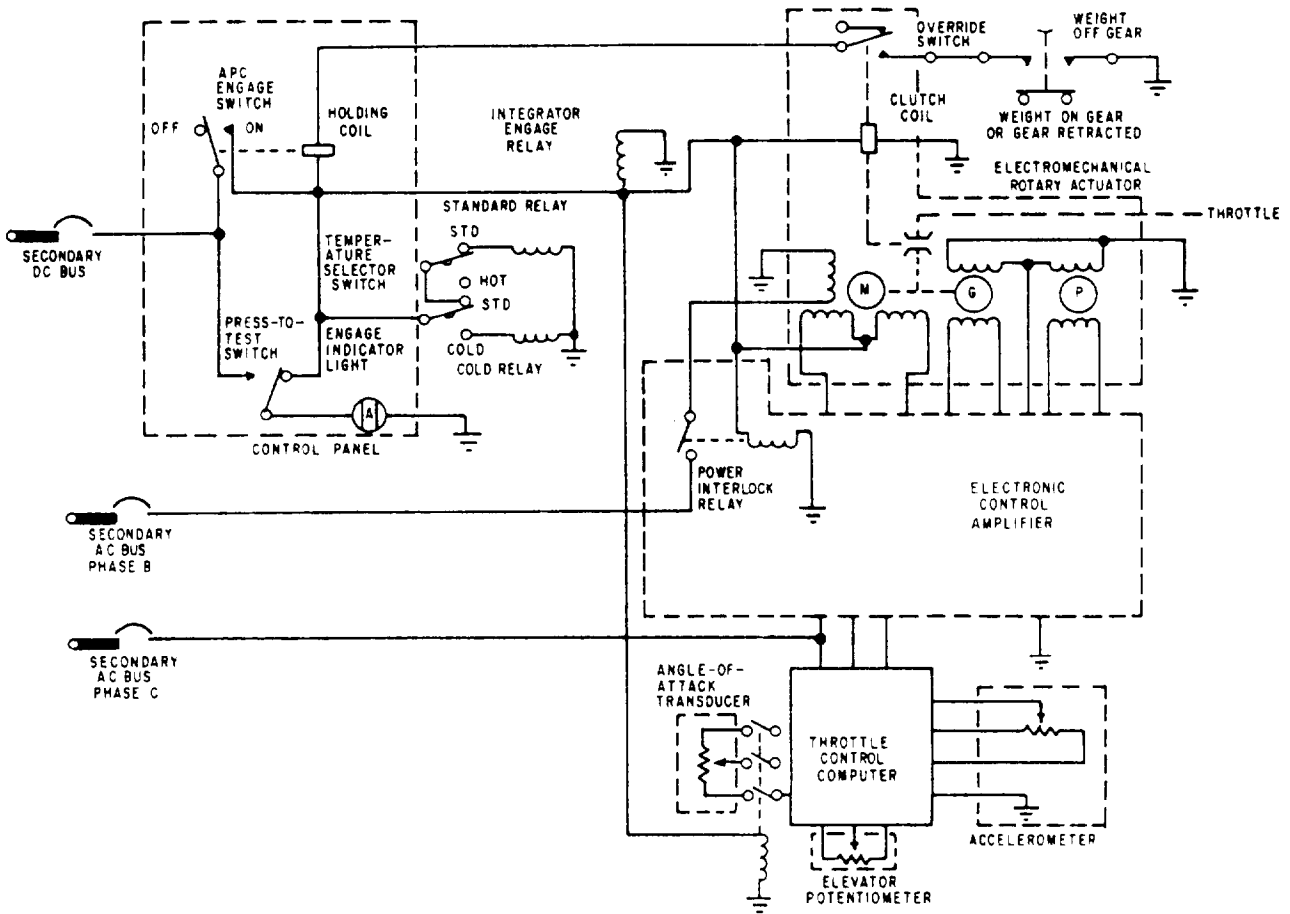 WEIGHT
OFF GEAR
OVERRIDE
SWITCH
APC
ENGAGE
SWITCH
OFF
ON
HOLDING
COIL
INTEGRATOR
ENGAGE
RELAY
CLUTCH
COIL
WEIGHT ON GEAR
OR GEAR RETRACTED
ELECTROMECHANICAL
ROTARY ACTUATOR
THROTTLE
STANDARD RELAY
SECONDARY
DC BUS
TEMPER-
ATURE
SELECTOR
SWITCH
STD
HOT
STD
COLD
COLD RELAY
M
G
P
PRESS-TO-
TEST
SWITCH
ENGAGE
INDICATOR
LIGHT
A
CONTROL PANEL
POWER
INTERLOCK
RELAY
ELECTRONIC
CONTROL
AMPLIFIER
SECONDARY
AC BUS
PHASE B
SECONDARY
AC BUS
PHASE C
ANGLE-OF-
ATTACK
TRANSDUCER
THROTTLE
CONTROL
COMPUTER
ACCELEROMETER
ELEVATOR
POTENTIOMETER